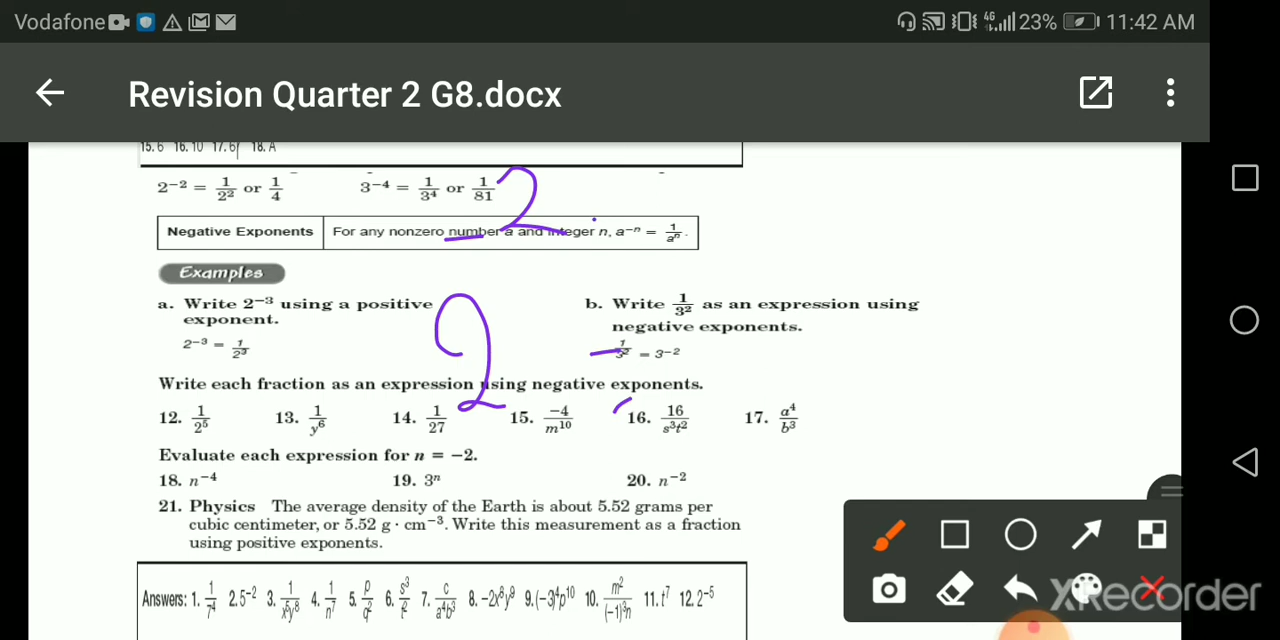 Vodafone 4G 23% 11:42 AM
Revision Quarter 2 G8.docx
15. 6 16. 10 17. 6 18. A
2⁻² = 1/2² or 1/4 3⁻⁴ = 1/3⁴ or 1/81
2
Negative Exponents For any nonzero number a and integer n, a⁻ⁿ = 1/aⁿ.
Examples
a. Write 2⁻³ using a positive exponent.
2⁻³ = 1/2³
b. Write 1/3² as an expression using negative exponents.
1/3² = 3⁻²
2
Write each fraction as an expression using negative exponents.
12. 1/2⁵ 13. 1/y⁶ 14. 1/27 15. -4/m¹⁰ 16. 16/s³t² 17. a⁴/b³
Evaluate each expression for n = -2.
18. n⁻⁴ 19. 3ⁿ 20. n⁻²
21. Physics The average density of the Earth is about 5.52 grams per
cubic centimeter, or 5.52 g · cm⁻³. Write this measurement as a fraction
using positive exponents.
Answers: 1. 1/7⁴ 2. 5⁻² 3. 1/x⁵y⁸ 4. 1/n⁷ 5. p/q² 6. s³/t² 7. c/a⁴b³ 8. -2x⁸y⁹ 9. (-3)⁴p¹⁰ 10. m²/(-1)³n 11. t⁷ 12. 2⁻⁵
XRecorder